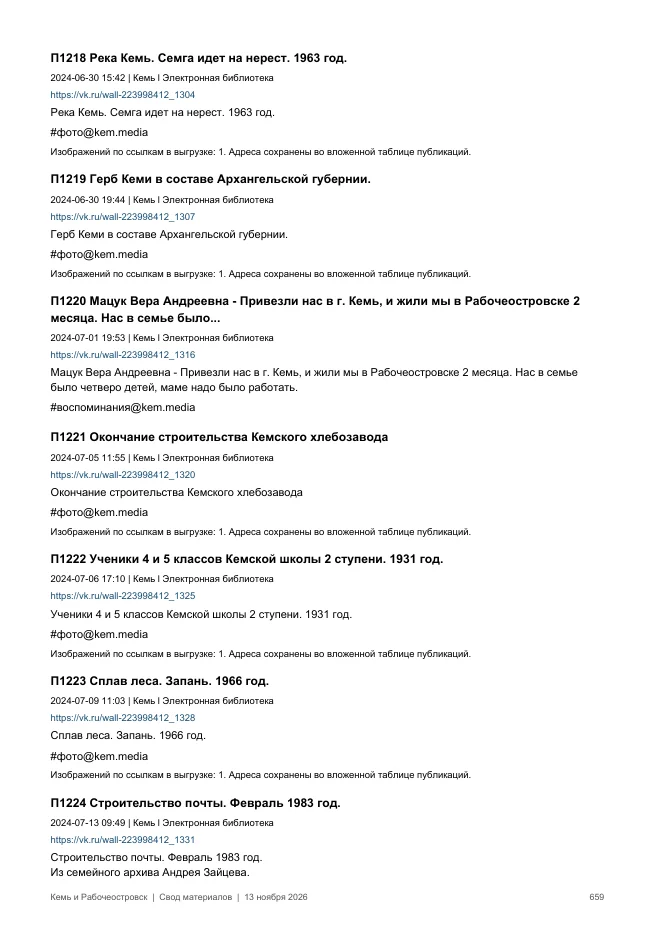 П1218 Река Кемь. Семга идет на нерест. 1963 год.
2024-06-30 15:42 | Кемь I Электронная библиотека
https://vk.ru/wall-223998412_1304
Река Кемь. Семга идет на нерест. 1963 год.
#фото@kem.media
Изображений по ссылкам в выгрузке: 1. Адреса сохранены во вложенной таблице публикаций.
П1219 Герб Кеми в составе Архангельской губернии.
2024-06-30 19:44 | Кемь I Электронная библиотека
https://vk.ru/wall-223998412_1307
Герб Кеми в составе Архангельской губернии.
#фото@kem.media
Изображений по ссылкам в выгрузке: 1. Адреса сохранены во вложенной таблице публикаций.
П1220 Мацук Вера Андреевна - Привезли нас в г. Кемь, и жили мы в Рабочеостровске 2
месяца. Нас в семье было...
2024-07-01 19:53 | Кемь I Электронная библиотека
https://vk.ru/wall-223998412_1316
Мацук Вера Андреевна - Привезли нас в г. Кемь, и жили мы в Рабочеостровске 2 месяца. Нас в семье
было четверо детей, маме надо было работать.
#воспоминания@kem.media
П1221 Окончание строительства Кемского хлебозавода
2024-07-05 11:55 | Кемь I Электронная библиотека
https://vk.ru/wall-223998412_1320
Окончание строительства Кемского хлебозавода
#фото@kem.media
Изображений по ссылкам в выгрузке: 1. Адреса сохранены во вложенной таблице публикаций.
П1222 Ученики 4 и 5 классов Кемской школы 2 ступени. 1931 год.
2024-07-06 17:10 | Кемь I Электронная библиотека
https://vk.ru/wall-223998412_1325
Ученики 4 и 5 классов Кемской школы 2 ступени. 1931 год.
#фото@kem.media
Изображений по ссылкам в выгрузке: 1. Адреса сохранены во вложенной таблице публикаций.
П1223 Сплав леса. Запань. 1966 год.
2024-07-09 11:03 | Кемь I Электронная библиотека
https://vk.ru/wall-223998412_1328
Сплав леса. Запань. 1966 год.
#фото@kem.media
Изображений по ссылкам в выгрузке: 1. Адреса сохранены во вложенной таблице публикаций.
П1224 Строительство почты. Февраль 1983 год.
2024-07-13 09:49 | Кемь I Электронная библиотека
https://vk.ru/wall-223998412_1331
Строительство почты. Февраль 1983 год.
Из семейного архива Андрея Зайцева.
Кемь и Рабочеостровск | Свод материалов | 13 ноября 2026 659